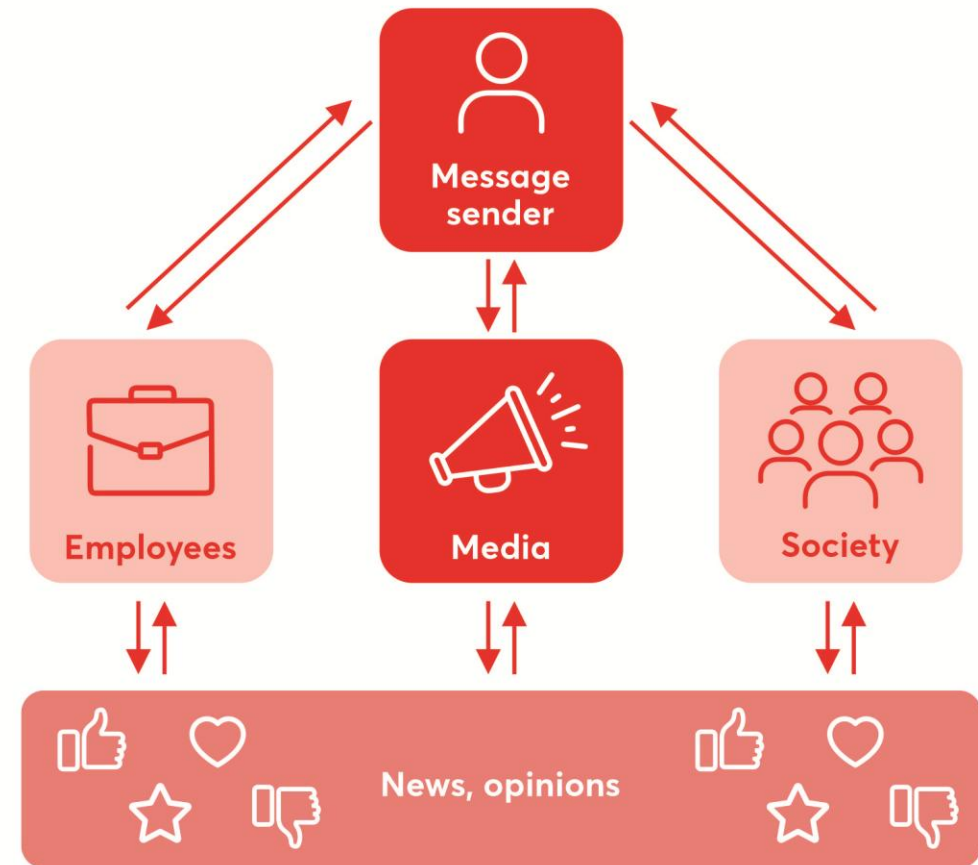 Message
sender
Employees
Media
Society
News, opinions